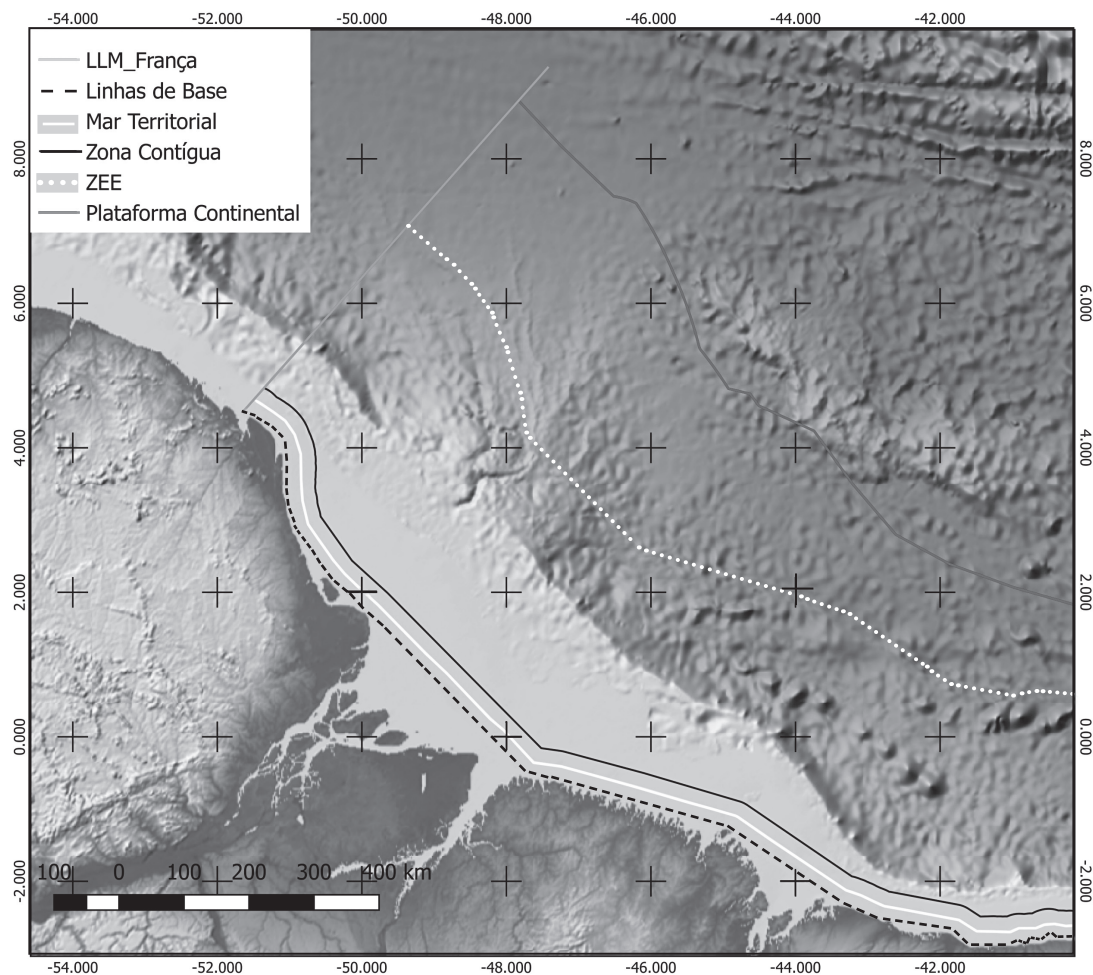 -54.000 -52.000 -50.000 -48.000 -46.000 -44.000 -42.000
LLM_França
Linhas de Base
Mar Territorial
Zona Contígua
ZEE
Plataforma Continental
8.000 8.000
6.000 6.000
4.000 4.000
2.000 2.000
0.000 0.000
-2.000 -2.000
100 0 100 200 300 400 km
-54.000 -52.000 -50.000 -48.000 -46.000 -44.000 -42.000